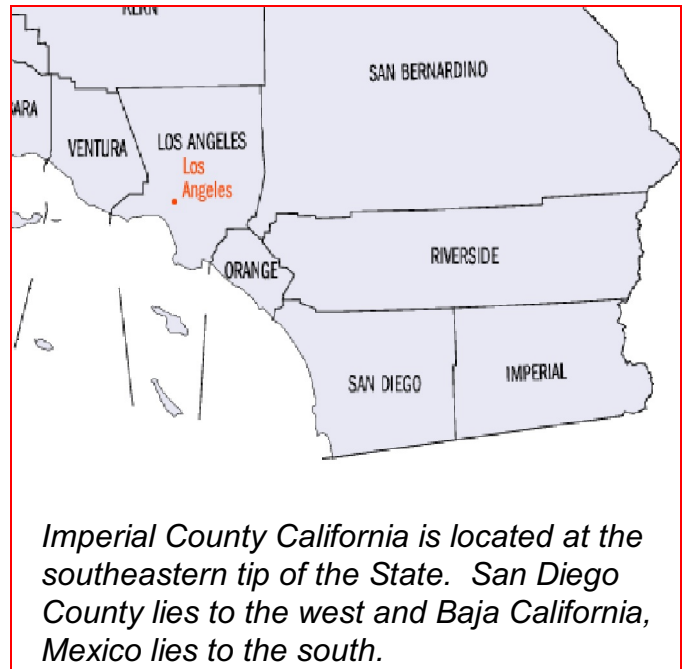 KERN
SAN BERNARDINO
VENTURA
LOS ANGELES
Los
Angeles
ORANGE
RIVERSIDE
SAN DIEGO
IMPERIAL
Imperial County California is located at the
southeastern tip of the State. San Diego
County lies to the west and Baja California,
Mexico lies to the south.